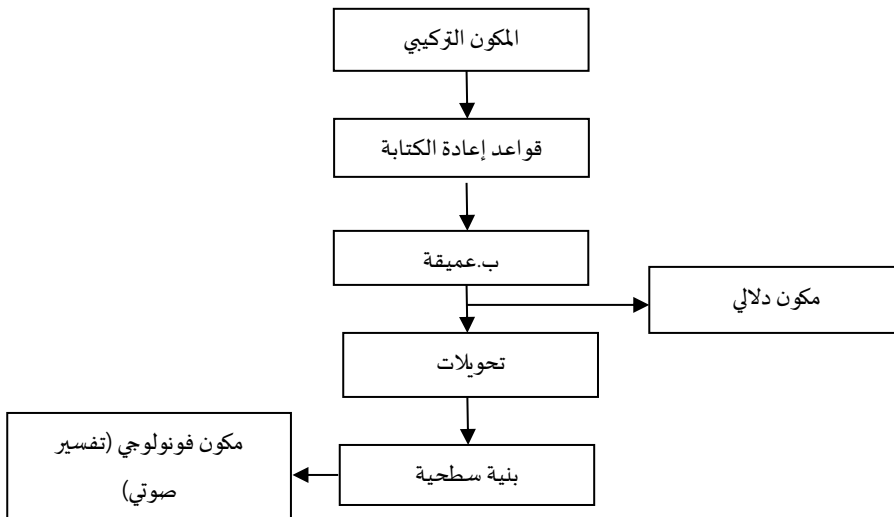 المكون التركيبي
قواعد إعادة الكتابة
ب.عميقة
مكون دلالي
تحويلات
بنية سطحية
مكون فونولوجي (تفسير
صوتي)